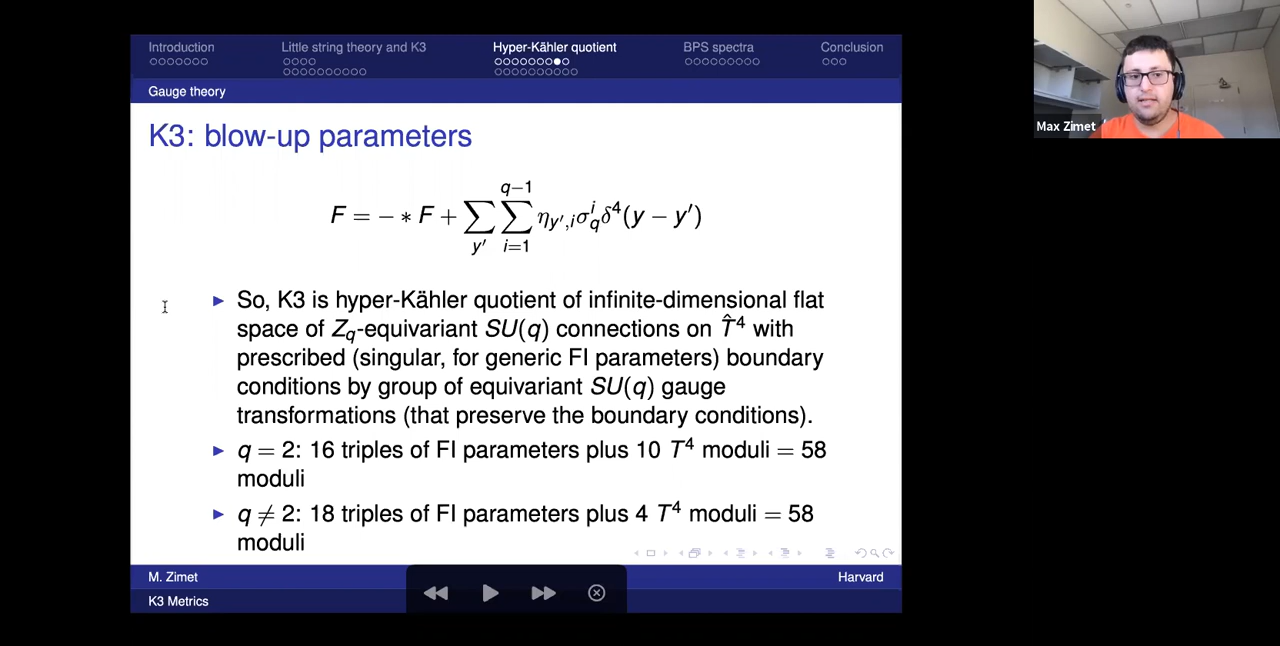 Introduction Little string theory and K3 Hyper-Kähler quotient BPS spectra Conclusion
Gauge theory
K3: blow-up parameters
F = − ∗ F + ∑_{y′} ∑_{i=1}^{q−1} η_{y′,i} σ_q^i δ^4(y − y′)
So, K3 is hyper-Kähler quotient of infinite-dimensional flat
space of Z_q-equivariant SU(q) connections on T̂^4 with
prescribed (singular, for generic FI parameters) boundary
conditions by group of equivariant SU(q) gauge
transformations (that preserve the boundary conditions).
q = 2: 16 triples of FI parameters plus 10 T^4 moduli = 58
moduli
q ≠ 2: 18 triples of FI parameters plus 4 T^4 moduli = 58
moduli
M. Zimet Harvard
K3 Metrics
Max Zimet